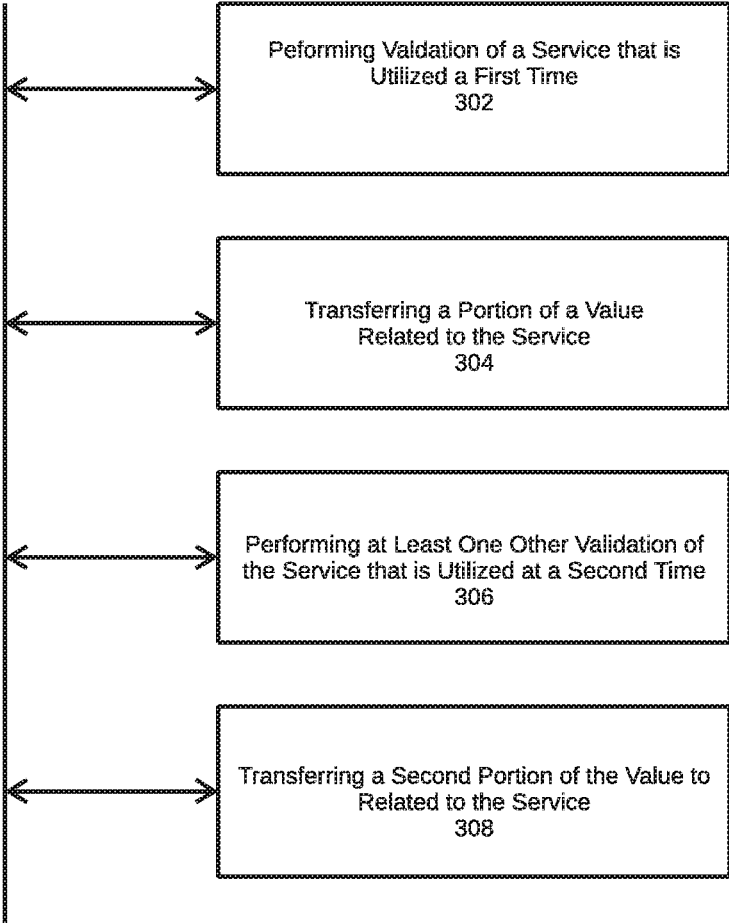 Peforming Valdation of a Service that is
Utilized a First Time
302
Transferring a Portion of a Value
Related to the Service
304
Performing at Least One Other Validation of
the Service that is Utilized at a Second Time
306
Transferring a Second Portion of the Value to
Related to the Service
308